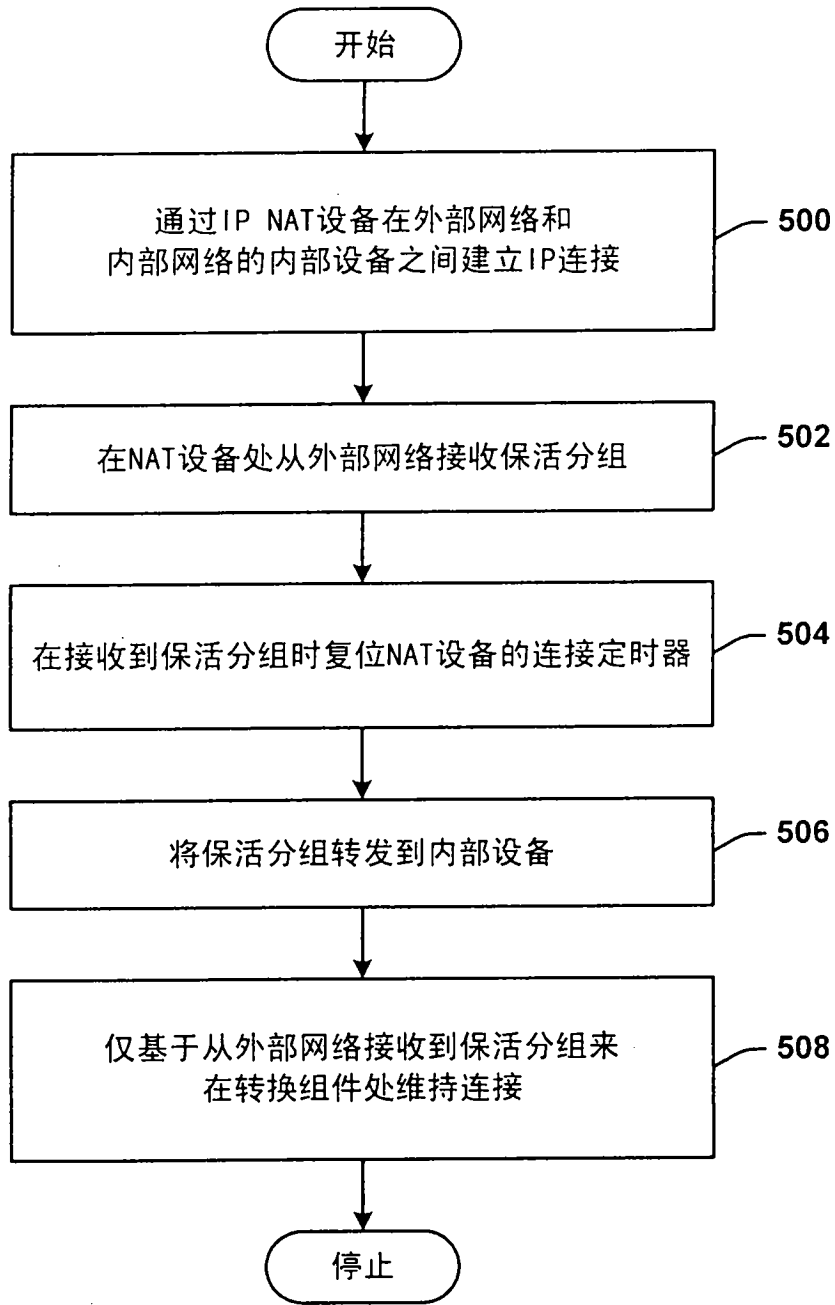 开始
通过IP NAT设备在外部网络和
内部网络的内部设备之间建立IP连接
500
在NAT设备处从外部网络接收保活分组
502
在接收到保活分组时复位NAT设备的连接定时器
504
将保活分组转发到内部设备
506
仅基于从外部网络接收到保活分组来
在转换组件处维持连接
508
停止